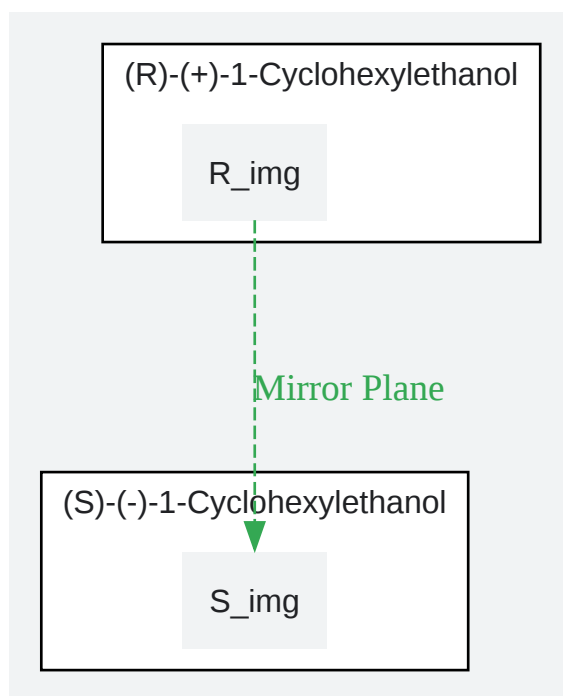 (R)-(+)-1-Cyclohexylethanol
R_img
Mirror Plane
(S)-(-)-1-Cyclohexylethanol
S_img